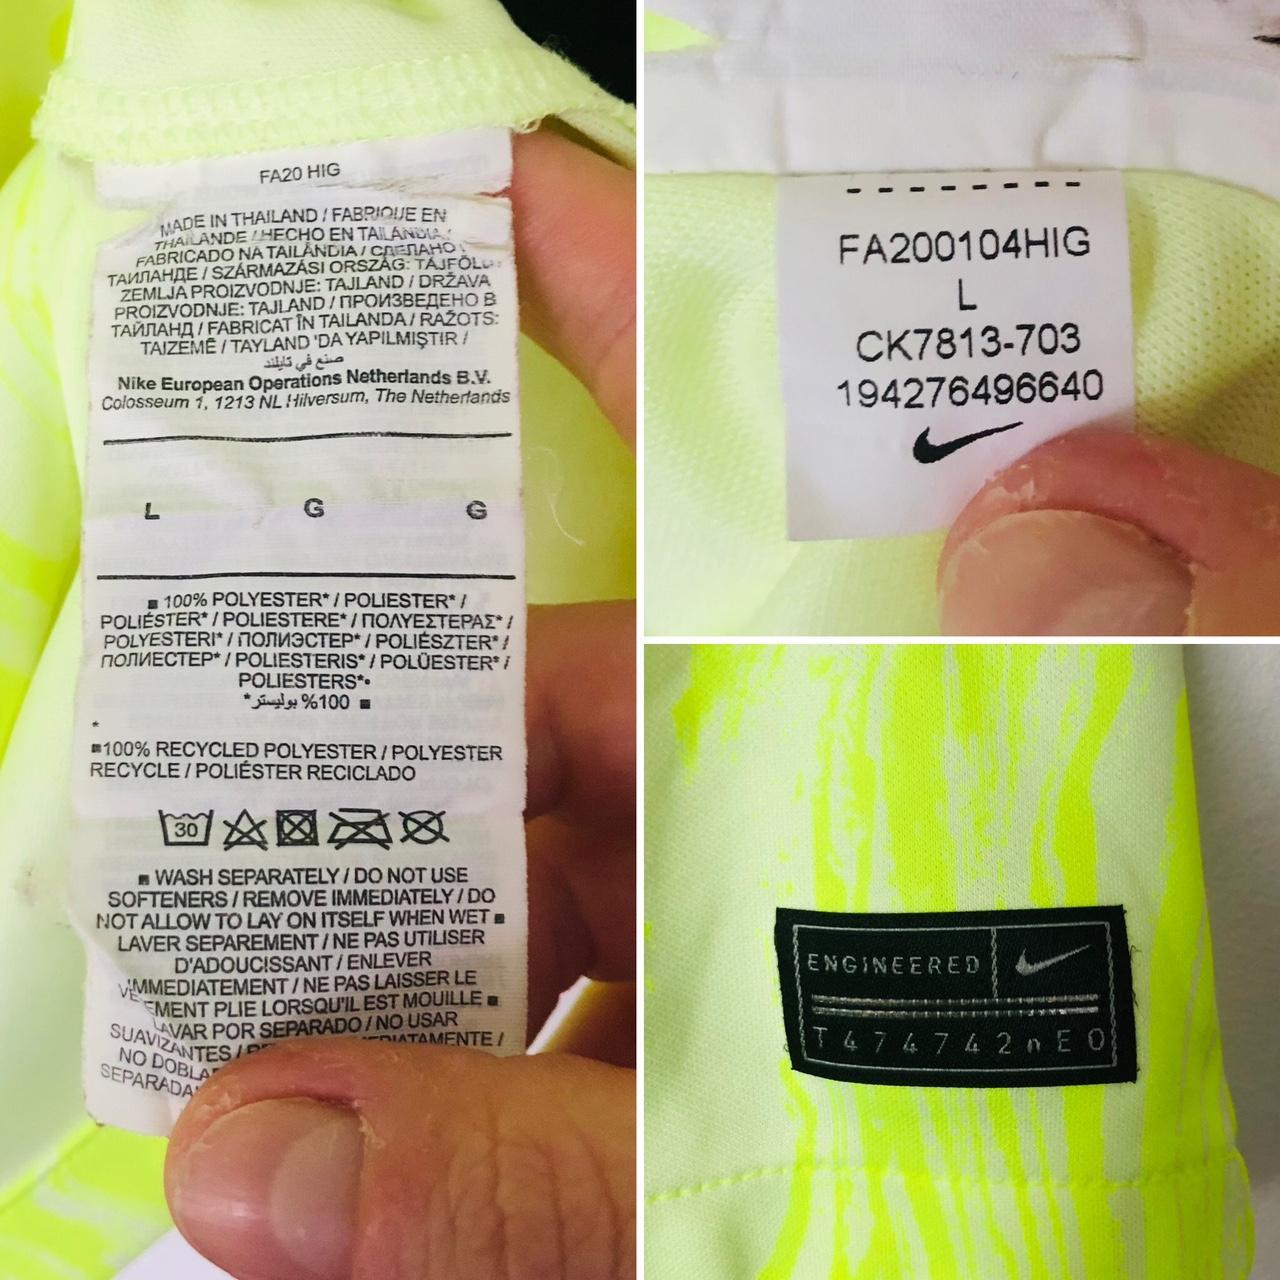 FA20 HIG
MADE IN THAILAND / FABRIQUE EN
THAILANDE / HECHO EN TAILANDIA /
FABRICADO NA TAILÂNDIA / СДЕЛАНО
ТАИЛАНДЕ / SZÁRMAZÁSI ORSZÁG: TAJFÖLD
ZEMLJA PROIZVODNJE: TAJLAND / DRŽAVA
PROIZVODNJE: TAJLAND / ПРОИЗВЕДЕНО В
ТАЙЛАНД / FABRICAT ÎN TAILANDA / RAŽOTS:
TAIZEMĒ / TAYLAND 'DA YAPILMIŞTIR /
صنع في تايلند
Nike European Operations Netherlands B.V.
Colosseum 1, 1213 NL Hilversum, The Netherlands
L G G
■ 100% POLYESTER* / POLIESTER* /
POLIÉSTER* / POLIESTERE* / ΠΟΛΥΕΣΤΕΡΑΣ* /
POLYESTERI* / ПОЛИЭСТЕР* / POLIÉSZTER* /
ПОЛИЕСТЕР* / POLIESTERIS* / POLÜESTER* /
POLIESTERS*•
■ 100% بوليستر*
*
■100% RECYCLED POLYESTER / POLYESTER
RECYCLE / POLIÉSTER RECICLADO
30
■ WASH SEPARATELY / DO NOT USE
SOFTENERS / REMOVE IMMEDIATELY / DO
NOT ALLOW TO LAY ON ITSELF WHEN WET ■
LAVER SEPAREMENT / NE PAS UTILISER
D'ADOUCISSANT / ENLEVER
IMMEDIATEMENT / NE PAS LAISSER LE
VETEMENT PLIE LORSQU'IL EST MOUILLE ■
LAVAR POR SEPARADO / NO USAR
SUAVIZANTES /
NO
FA200104HIG
L
CK7813-703
194276496640
ENGINEERED
T474742nEO